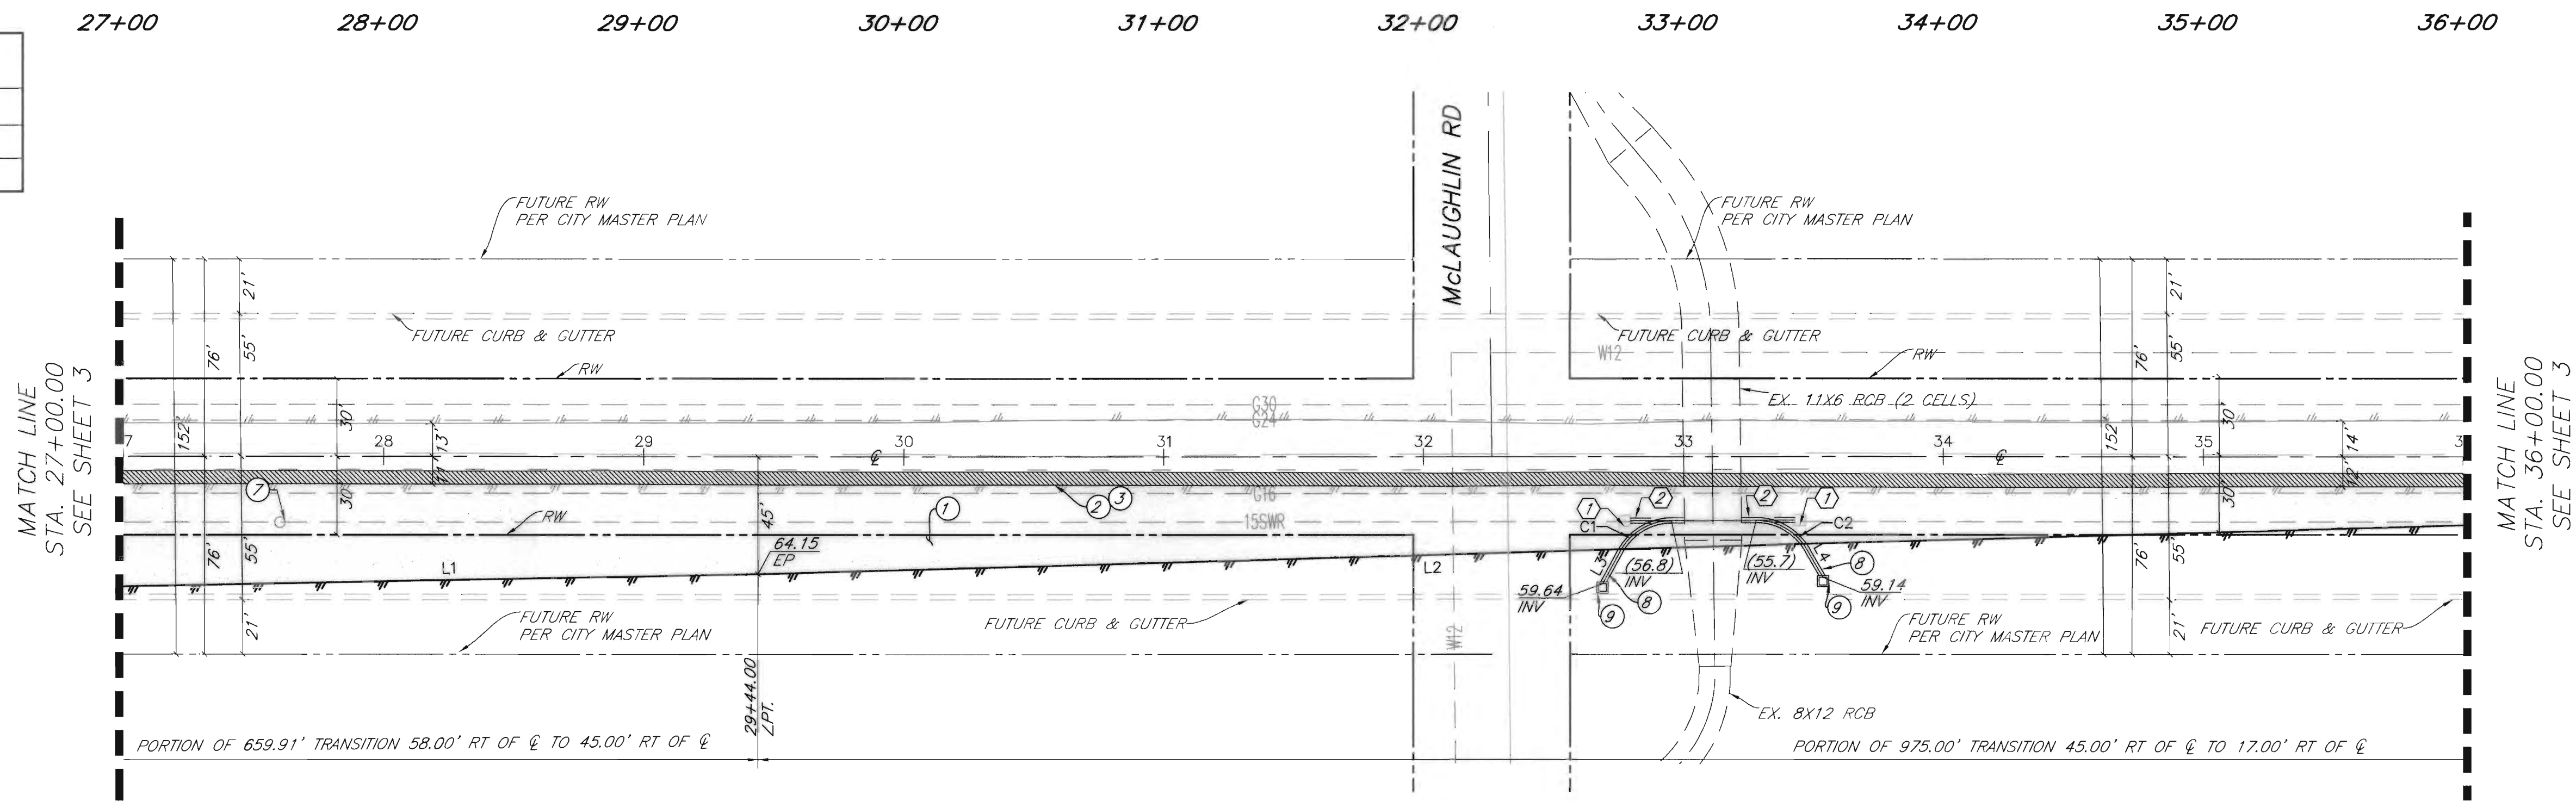 27+00 28+00 29+00 30+00 31+00 32+00 33+00 34+00 35+00 36+00
McLAUGHLIN RD
FUTURE RW
PER CITY MASTER PLAN
FUTURE RW
PER CITY MASTER PLAN
21'
21'
FUTURE CURB & GUTTER
FUTURE CURB & GUTTER
76'
55'
76'
55'
W12
RW
RW
MATCH LINE
STA. 27+00.00
SEE SHEET 3
MATCH LINE
STA. 36+00.00
SEE SHEET 3
G30
G24
EX. 11X6 RCB (2 CELLS)
152'
30'
13'
152'
30'
14'
7 28 29 30 31 32 33 34 35 3
℄
℄
11'
12'
7
2
3
G16
2
2
1
1
30'
RW
1
45'
15SWR
C1
C2
30'
64.15
EP
76'
55'
L1
L2
L3
(56.8)
INV
(55.7)
INV
L4
8
76'
55'
59.64
INV
8
9
59.14
INV
9
21'
FUTURE RW
PER CITY MASTER PLAN
FUTURE CURB & GUTTER
W12
FUTURE RW
PER CITY MASTER PLAN
21'
FUTURE CURB & GUTTER
29+44.00
∠PT.
EX. 8X12 RCB
PORTION OF 659.91' TRANSITION 58.00' RT OF ℄ TO 45.00' RT OF ℄
PORTION OF 975.00' TRANSITION 45.00' RT OF ℄ TO 17.00' RT OF ℄